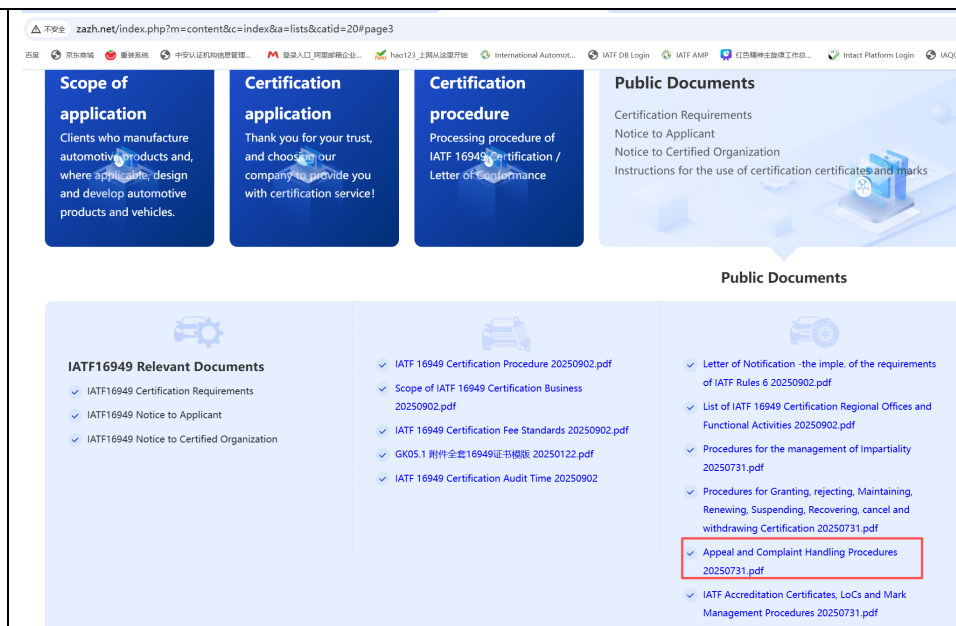 不安全 zazh.net/index.php?m=content&c=index&a=lists&catid=20#page3
百度 京东商城 重装系统 中安认证机构信息管理... 登录入口_阿里邮箱企业... hao123_上网从这里开始 International Automot... IATF DB Login IATF AMP 红色精神主旋律工作总... Intact Platform Login IAQG
Scope of
application
Clients who manufacture
automotive products and,
where applicable, design
and develop automotive
products and vehicles.
Certification
application
Thank you for your trust,
and choosing our
company to provide you
with certification service!
Certification
procedure
Processing procedure of
IATF 16949 Certification /
Letter of Conformance
Public Documents
Certification Requirements
Notice to Applicant
Notice to Certified Organization
Instructions for the use of certification certificates and marks
Public Documents
IATF16949 Relevant Documents
IATF16949 Certification Requirements
IATF16949 Notice to Applicant
IATF16949 Notice to Certified Organization
IATF 16949 Certification Procedure 20250902.pdf
Scope of IATF 16949 Certification Business
20250902.pdf
IATF 16949 Certification Fee Standards 20250902.pdf
GK05.1 附件全套16949证书模版 20250122.pdf
IATF 16949 Certification Audit Time 20250902
Letter of Notification -the imple. of the requirements
of IATF Rules 6 20250902.pdf
List of IATF 16949 Certification Regional Offices and
Functional Activities 20250902.pdf
Procedures for the management of Impartiality
20250731.pdf
Procedures for Granting, rejecting, Maintaining,
Renewing, Suspending, Recovering, cancel and
withdrawing Certification 20250731.pdf
Appeal and Complaint Handling Procedures
20250731.pdf
IATF Accreditation Certificates, LoCs and Mark
Management Procedures 20250731.pdf